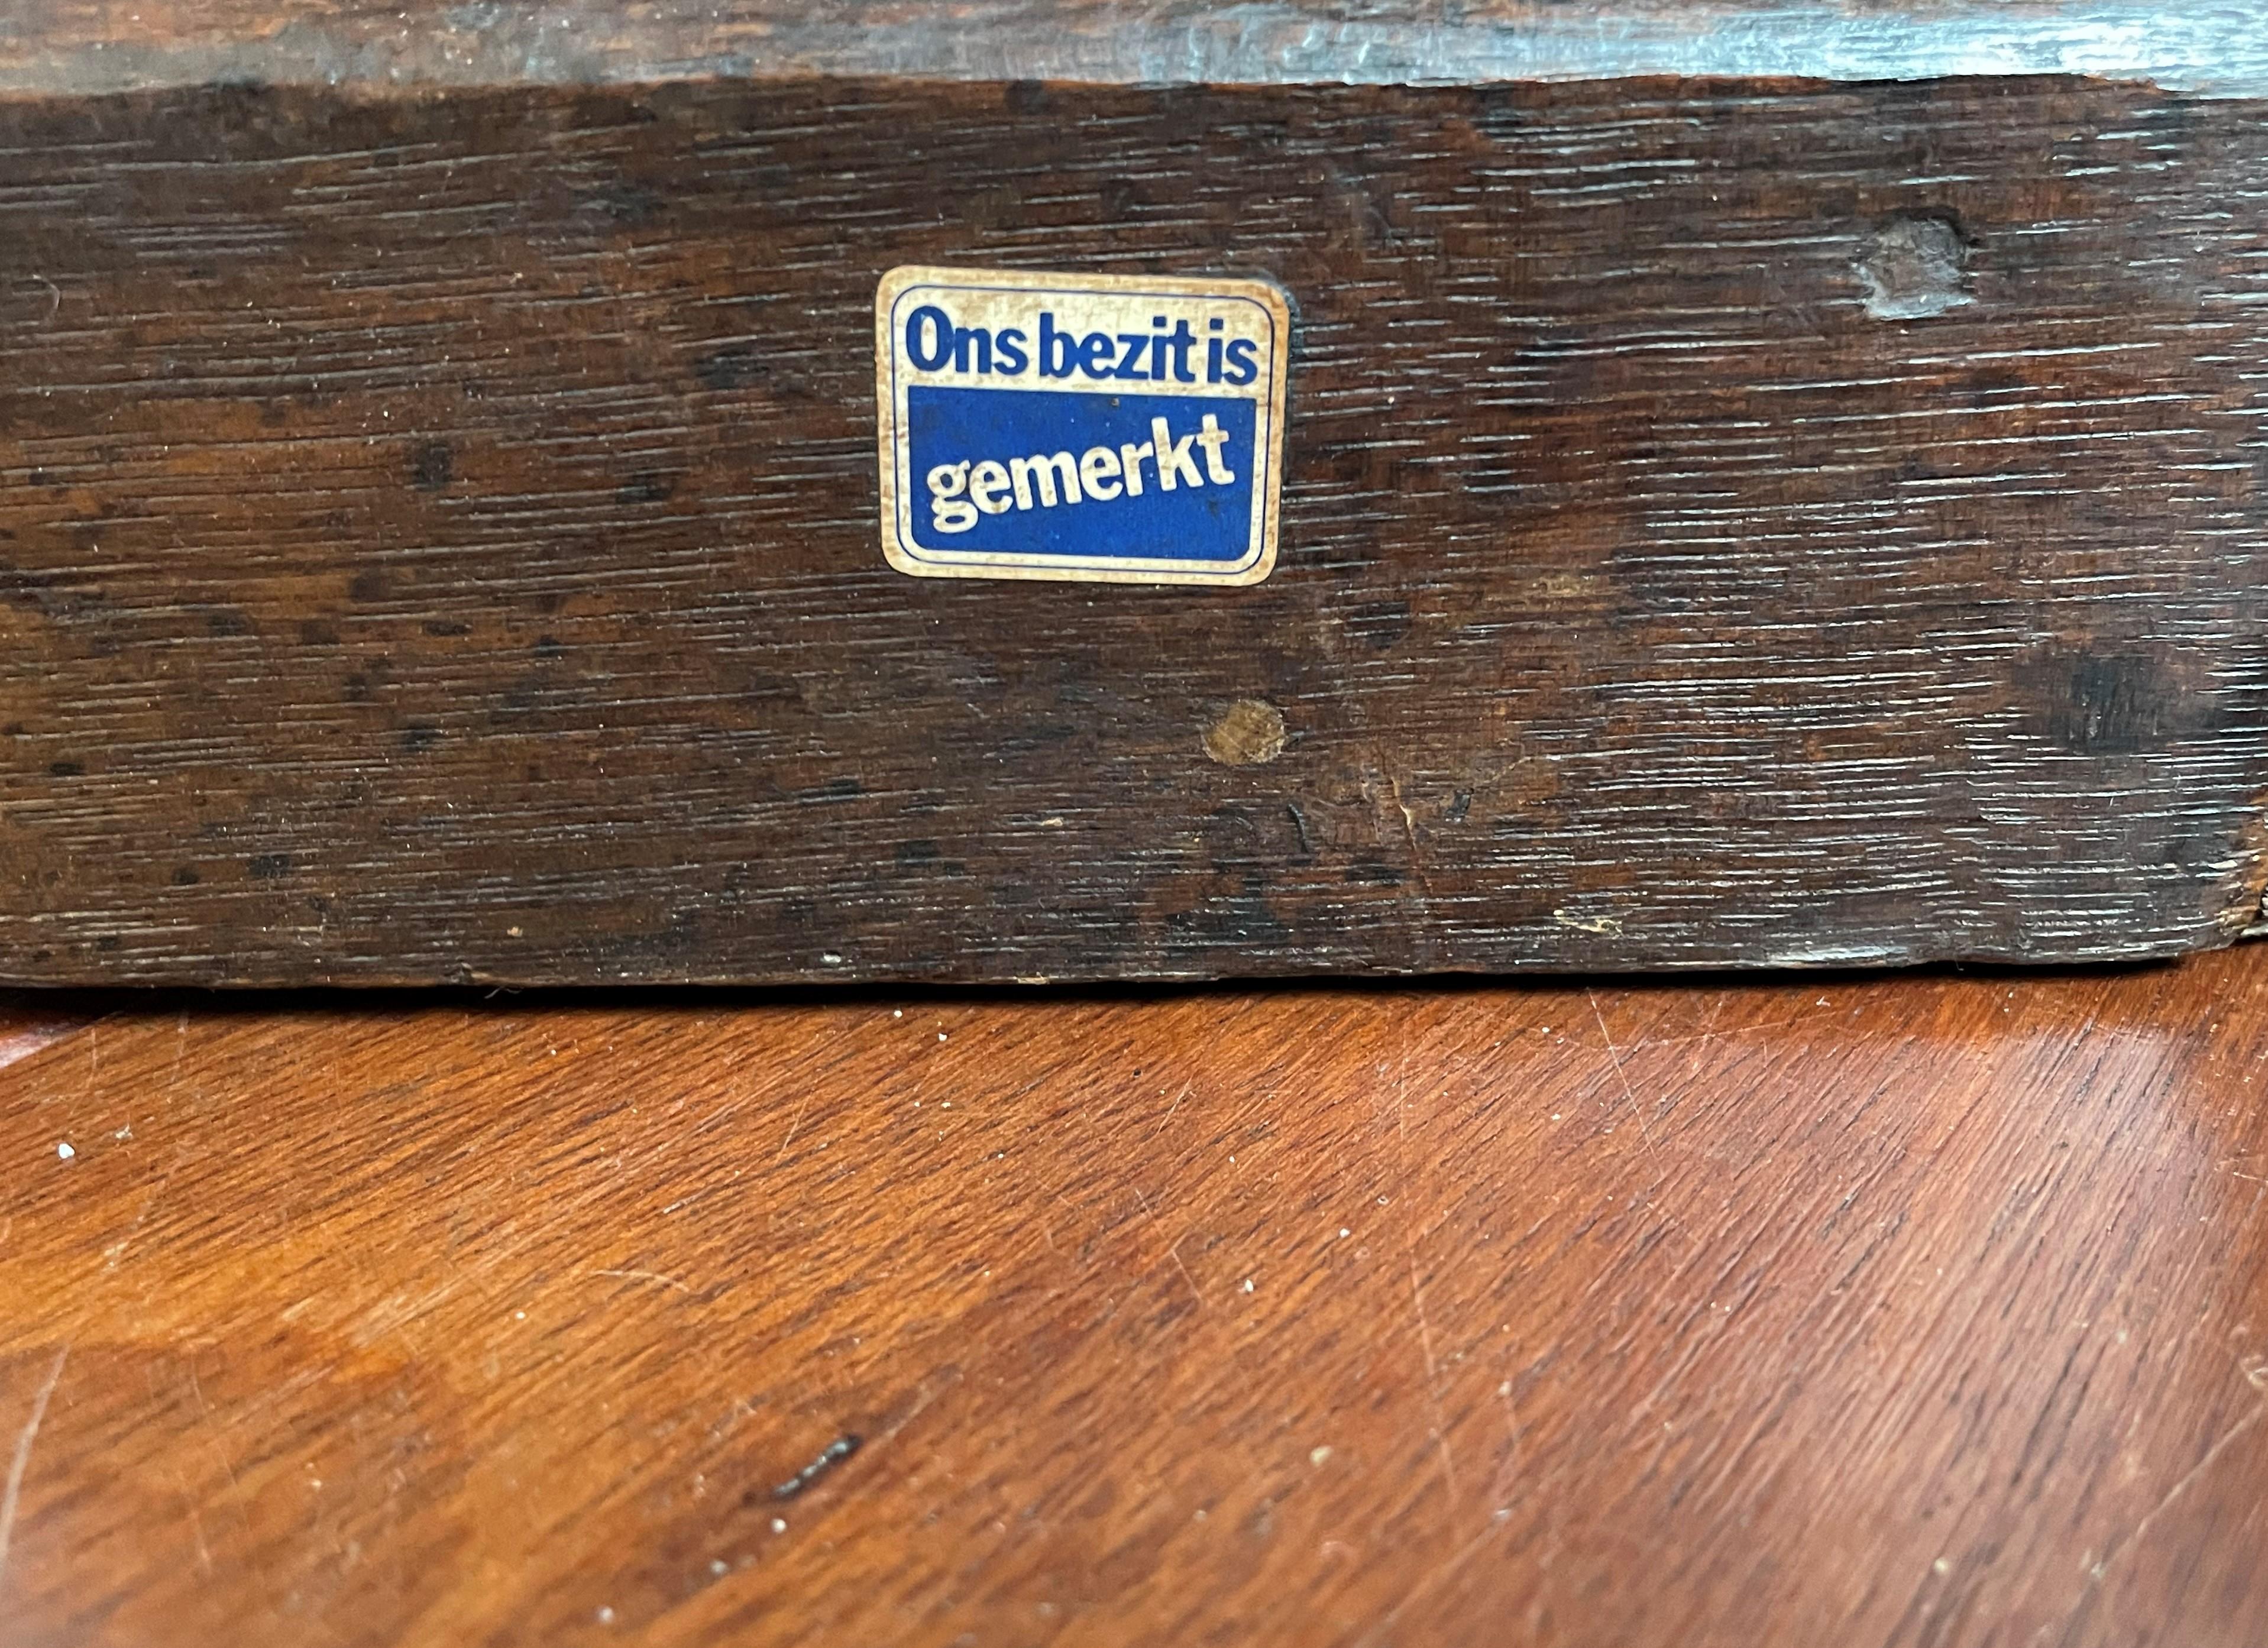 Ons bezit is
gemerkt